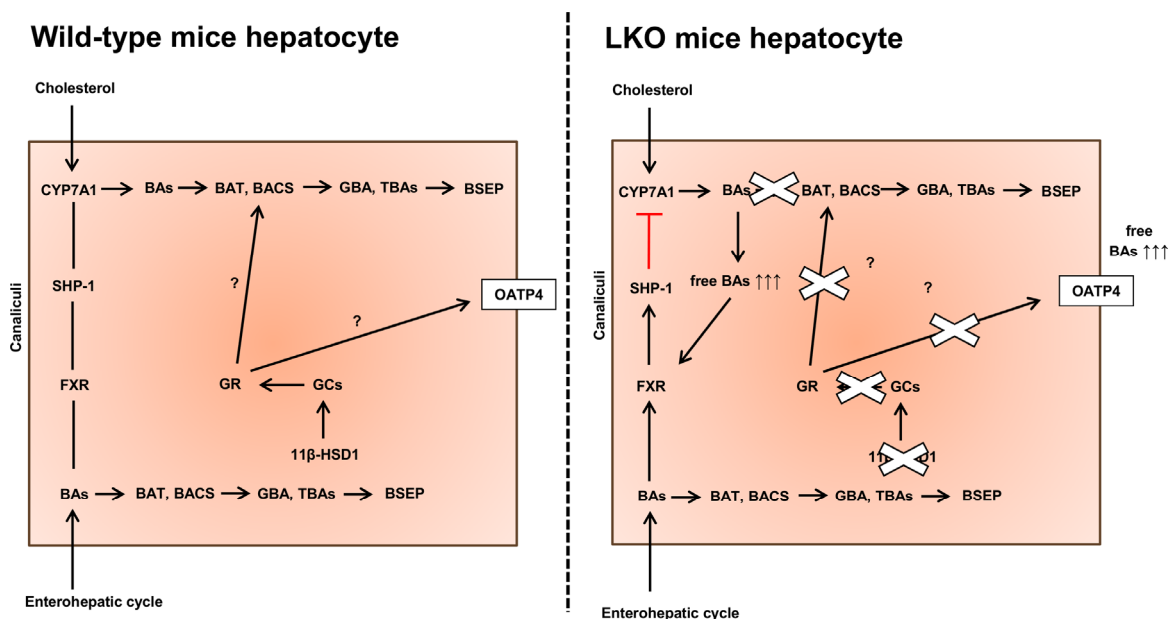 Wild-type mice hepatocyte
Cholesterol
CYP7A1 BAs BAT, BACS GBA, TBAs BSEP
?
SHP-1
OATP4
?
Canaliculi
FXR GR GCs
11β-HSD1
BAs BAT, BACS GBA, TBAs BSEP
Enterohepatic cycle
LKO mice hepatocyte
Cholesterol
CYP7A1 BAs BAT, BACS GBA, TBAs BSEP
free
BAs ↑↑↑
?
SHP-1 free BAs ↑↑↑
?
OATP4
Canaliculi
FXR GR GCs
BAs BAT, BACS GBA, TBAs BSEP
Enterohepatic cycle